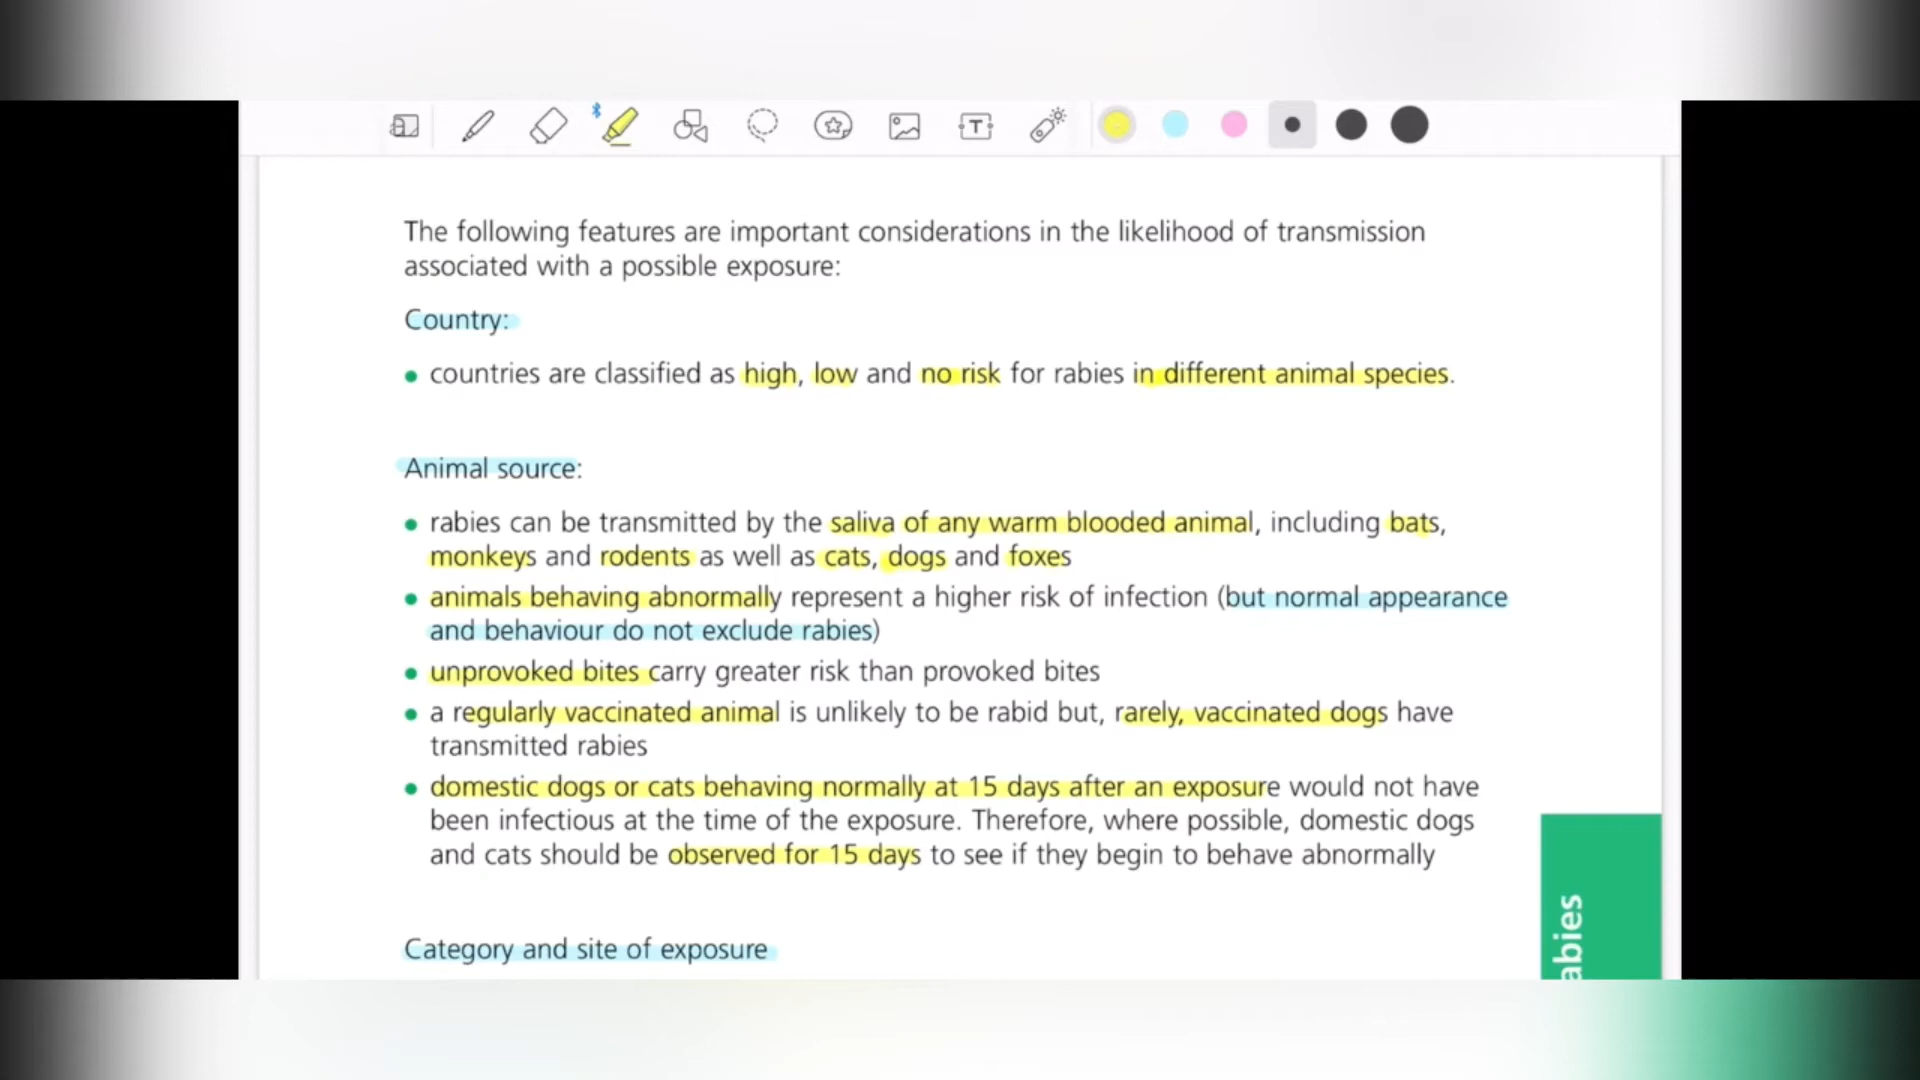 The following features are important considerations in the likelihood of transmission
associated with a possible exposure:
Country:
countries are classified as high, low and no risk for rabies in different animal species.
Animal source:
rabies can be transmitted by the saliva of any warm blooded animal, including bats,
monkeys and rodents as well as cats, dogs and foxes
animals behaving abnormally represent a higher risk of infection (but normal appearance
and behaviour do not exclude rabies)
unprovoked bites carry greater risk than provoked bites
a regularly vaccinated animal is unlikely to be rabid but, rarely, vaccinated dogs have
transmitted rabies
domestic dogs or cats behaving normally at 15 days after an exposure would not have
been infectious at the time of the exposure. Therefore, where possible, domestic dogs
and cats should be observed for 15 days to see if they begin to behave abnormally
Category and site of exposure
abies